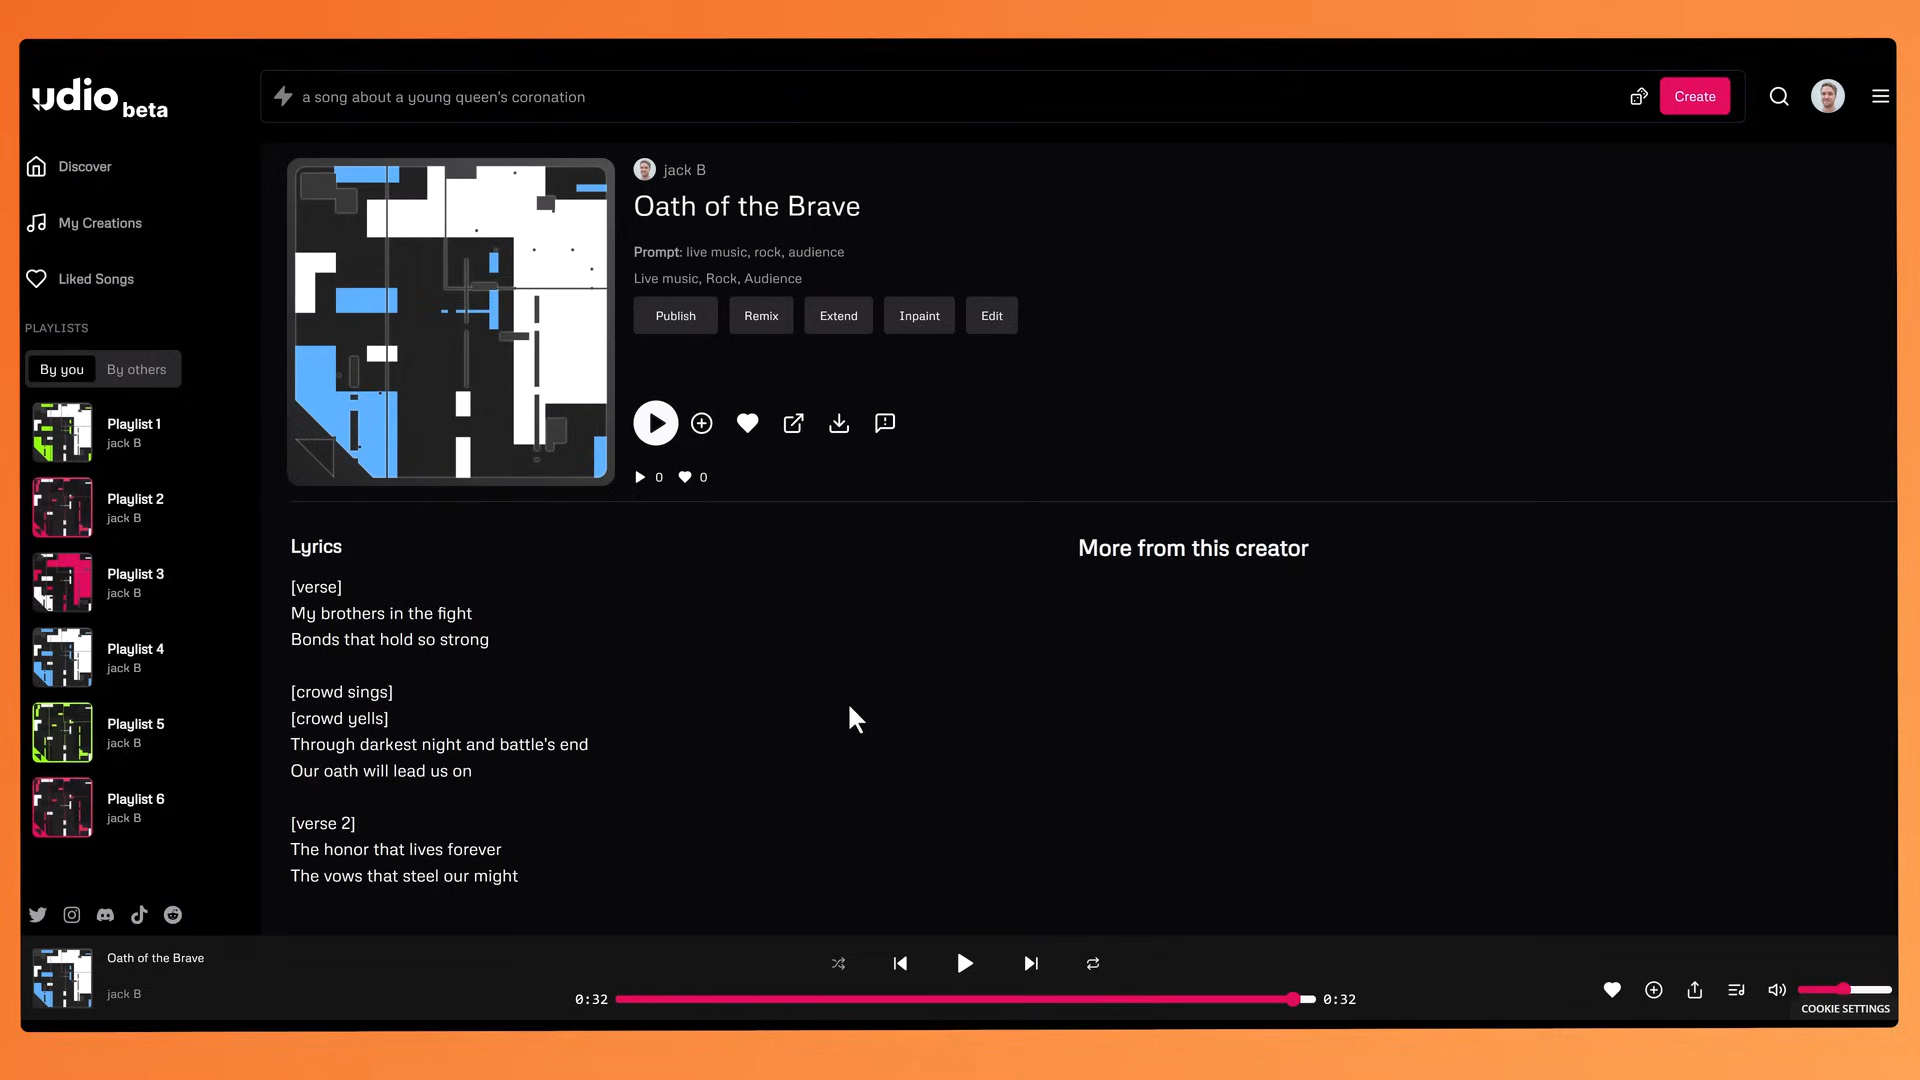 udio beta
a song about a young queen's coronation
Create
Discover
My Creations
Liked Songs
PLAYLISTS
By you
By others
Playlist 1
jack B
Playlist 2
jack B
Playlist 3
jack B
Playlist 4
jack B
Playlist 5
jack B
Playlist 6
jack B
jack B
Oath of the Brave
Prompt: live music, rock, audience
Live music, Rock, Audience
Publish
Remix
Extend
Inpaint
Edit
0
0
Lyrics
[verse]
My brothers in the fight
Bonds that hold so strong
[crowd sings]
[crowd yells]
Through darkest night and battle's end
Our oath will lead us on
[verse 2]
The honor that lives forever
The vows that steel our might
More from this creator
Oath of the Brave
jack B
0:32
0:32
COOKIE SETTINGS